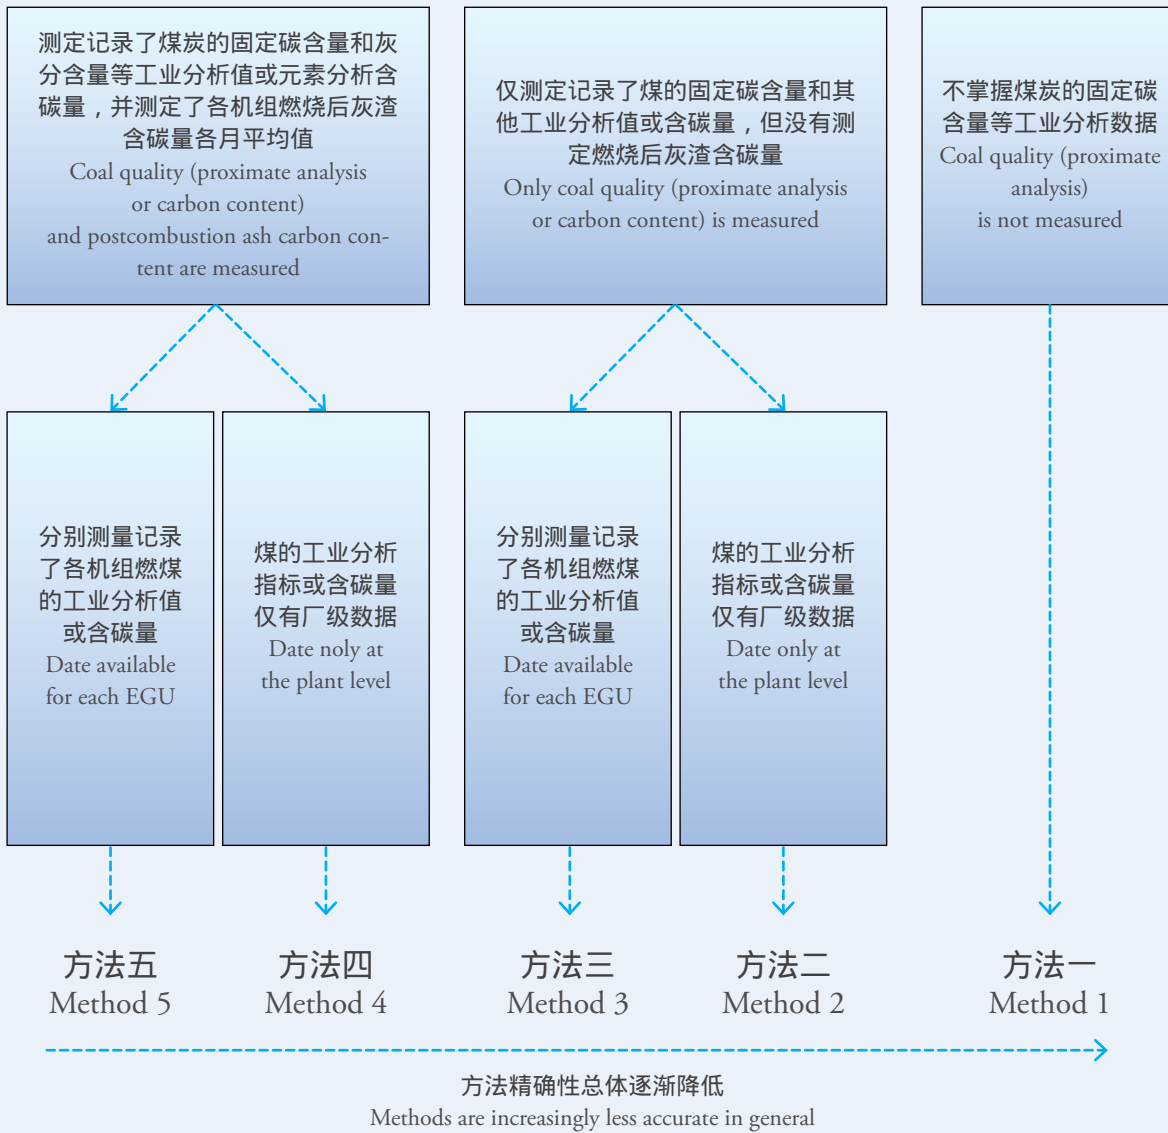 测定记录了煤炭的固定碳含量和灰
分含量等工业分析值或元素分析含
碳量，并测定了各机组燃烧后灰渣
含碳量各月平均值
Coal quality (proximate analysis
or carbon content)
and postcombustion ash carbon con-
tent are measured
仅测定记录了煤的固定碳含量和其
他工业分析值或含碳量，但没有测
定燃烧后灰渣含碳量
Only coal quality (proximate analysis
or carbon content) is measured
不掌握煤炭的固定碳
含量等工业分析数据
Coal quality (proximate
analysis)
is not measured
分别测量记录
了各机组燃煤
的工业分析值
或含碳量
Date available
for each EGU
煤的工业分析
指标或含碳量
仅有厂级数据
Date noly at
the plant level
分别测量记录
了各机组燃煤
的工业分析值
或含碳量
Date available
for each EGU
煤的工业分析
指标或含碳量
仅有厂级数据
Date only at
the plant level
方法五
Method 5
方法四
Method 4
方法三
Method 3
方法二
Method 2
方法一
Method 1
方法精确性总体逐渐降低
Methods are increasingly less accurate in general